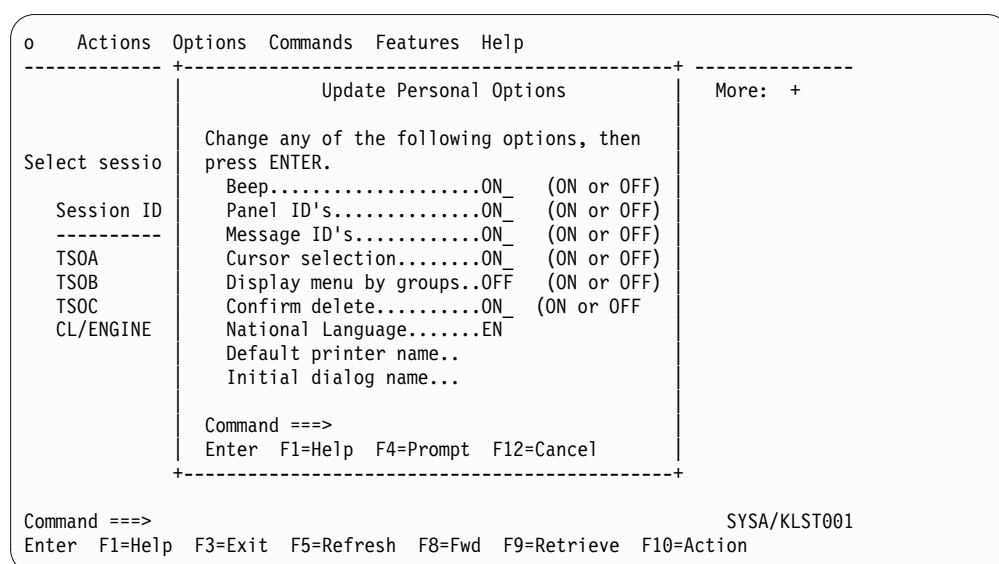 o    Actions  Options  Commands  Features  Help
------------- +----------------------------------------------+ ---------------
              |             Update Personal Options          |   More:  +
              |                                              |
              | Change any of the following options, then    |
Select sessio | press ENTER.                                 |
              |   Beep....................ON_   (ON or OFF)  |
   Session ID |   Panel ID's..............ON_   (ON or OFF)  |
   ---------- |   Message ID's............ON_   (ON or OFF)  |
   TSOA       |   Cursor selection........ON_   (ON or OFF)  |
   TSOB       |   Display menu by groups..OFF   (ON or OFF)  |
   TSOC       |   Confirm delete..........ON_  (ON or OFF    |
   CL/ENGINE  |   National Language.......EN                 |
              |   Default printer name..                     |
              |   Initial dialog name...                     |
              |                                              |
              | Command ===>                                 |
              | Enter  F1=Help  F4=Prompt  F12=Cancel        |
              +----------------------------------------------+
Command ===>                                                      SYSA/KLST001
Enter  F1=Help  F3=Exit  F5=Refresh  F8=Fwd  F9=Retrieve  F10=Action